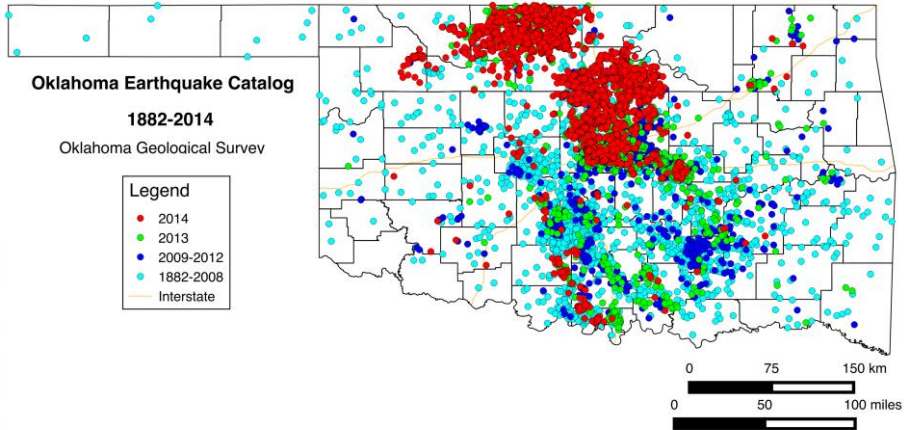 Oklahoma Earthquake Catalog
1882-2014
Oklahoma Geological Survey
Legend
2014
2013
2009-2012
1882-2008
Interstate
0 75 150 km
0 50 100 miles